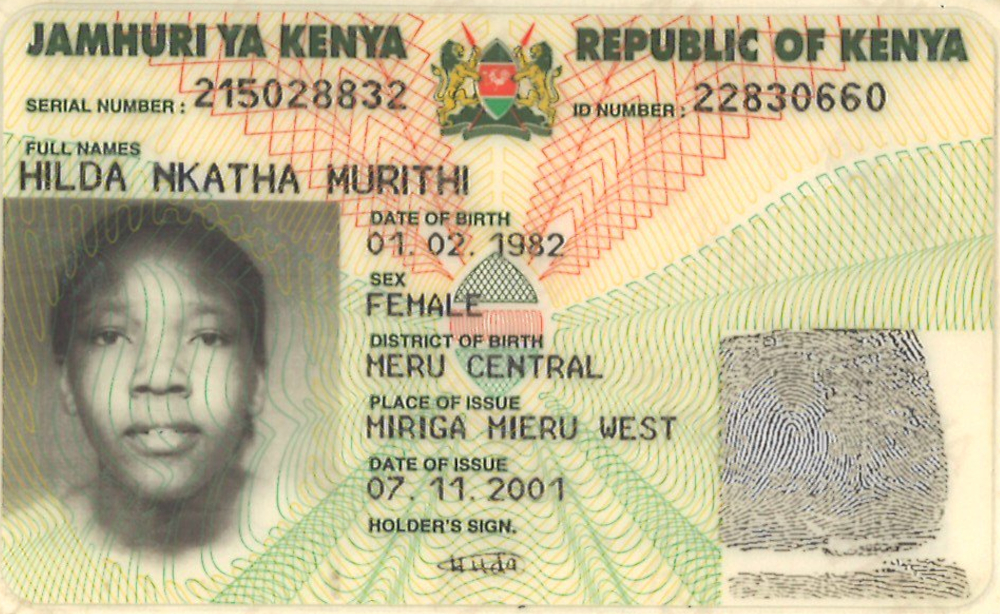 JAMHURI YA KENYA REPUBLIC OF KENYA
SERIAL NUMBER : 215028832 ID NUMBER : 22830660
FULL NAMES
HILDA NKATHA MURITHI
DATE OF BIRTH
01. 02. 1982
SEX
FEMALE
DISTRICT OF BIRTH
MERU CENTRAL
PLACE OF ISSUE
MIRIGA MIERU WEST
DATE OF ISSUE
07. 11. 2001
HOLDER'S SIGN.
Hilda